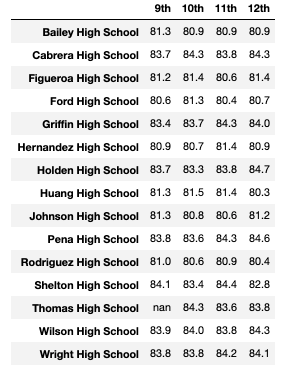 9th 10th 11th 12th
Bailey High School 81.3 80.9 80.9 80.9
Cabrera High School 83.7 84.3 83.8 84.3
Figueroa High School 81.2 81.4 80.6 81.4
Ford High School 80.6 81.3 80.4 80.7
Griffin High School 83.4 83.7 84.3 84.0
Hernandez High School 80.9 80.7 81.4 80.9
Holden High School 83.7 83.3 83.8 84.7
Huang High School 81.3 81.5 81.4 80.3
Johnson High School 81.3 80.8 80.6 81.2
Pena High School 83.8 83.6 84.3 84.6
Rodriguez High School 81.0 80.6 80.9 80.4
Shelton High School 84.1 83.4 84.4 82.8
Thomas High School nan 84.3 83.6 83.8
Wilson High School 83.9 84.0 83.8 84.3
Wright High School 83.8 83.8 84.2 84.1